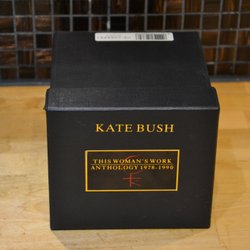 KATE BUSH
THIS WOMAN'S WORK
ANTHOLOGY 1978-1990